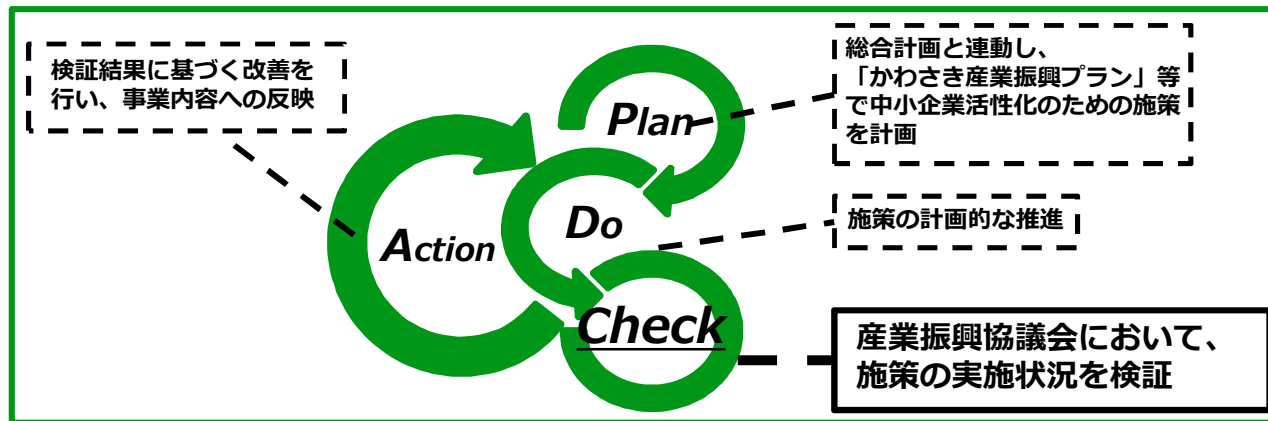 検証結果に基づく改善を
行い、事業内容への反映
総合計画と連動し、
「かわさき産業振興プラン」等
で中小企業活性化のための施策
を計画
Plan
Do
施策の計画的な推進
Action
Check
産業振興協議会において、
施策の実施状況を検証